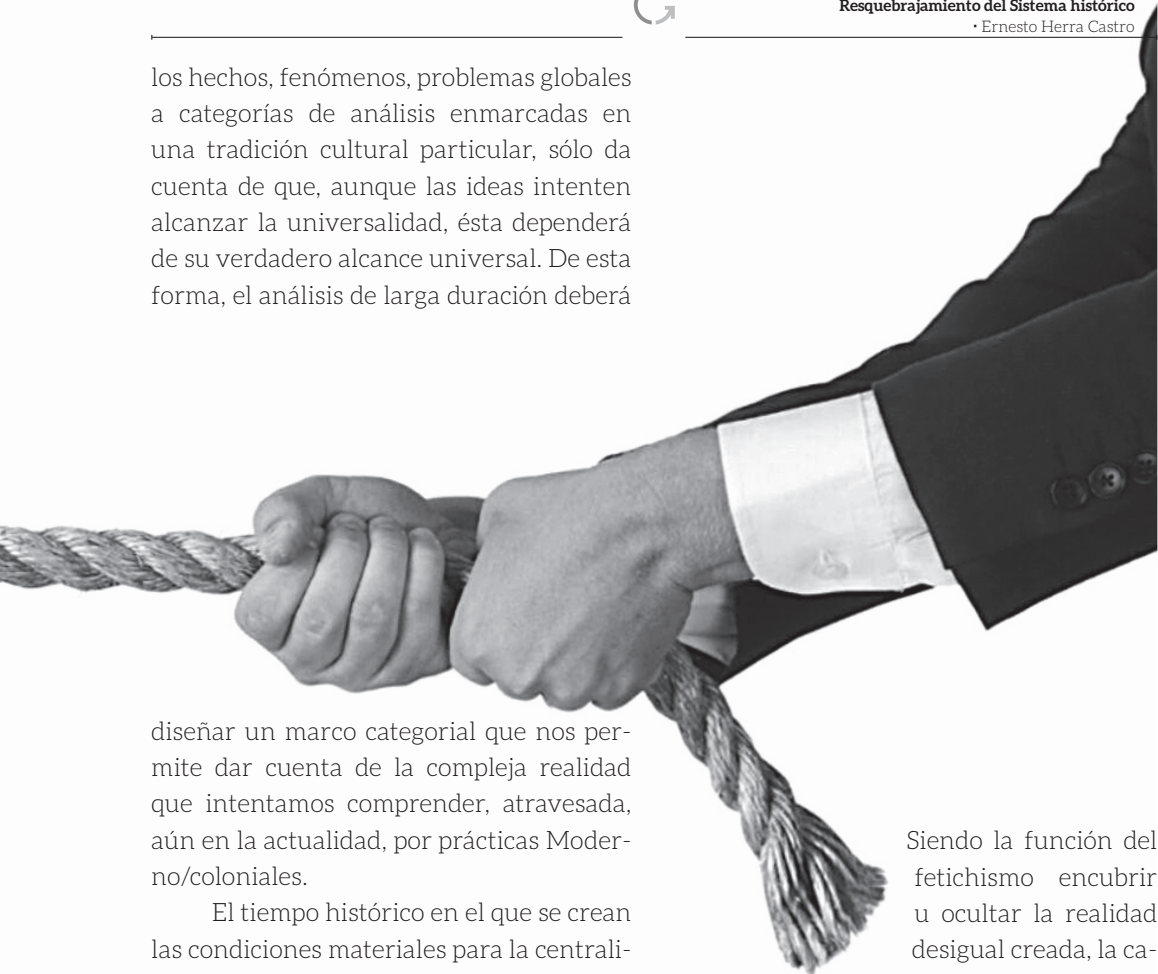 Resquebrajamiento del Sistema histórico
• Ernesto Herra Castro
los hechos, fenómenos, problemas globales
a categorías de análisis enmarcadas en
una tradición cultural particular, sólo da
cuenta de que, aunque las ideas intenten
alcanzar la universalidad, ésta dependerá
de su verdadero alcance universal. De esta
forma, el análisis de larga duración deberá
diseñar un marco categorial que nos per-
mite dar cuenta de la compleja realidad
que intentamos comprender, atravesada,
aún en la actualidad, por prácticas Moder-
no/coloniales.
El tiempo histórico en el que se crean
las condiciones materiales para la centrali-
Siendo la función del
fetichismo encubrir
u ocultar la realidad
desigual creada, la ca-